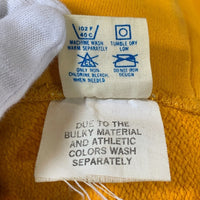 102 F
40 C
MACHINE WASH
WARM SEPARATELY
TUMBLE DRY
LOW
ONLY NON-
CHLORINE BLEACH
WHEN NEEDED
DO NOT IRON
DESIGN
DUE TO THE
BULKY MATERIAL
AND ATHLETIC
COLORS WASH
SEPARATELY